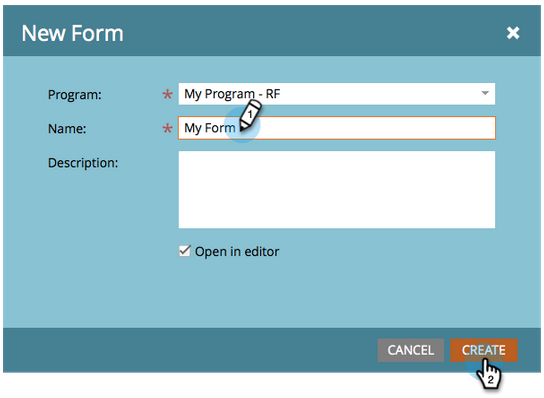 New Form
Program: * My Program - RF
Name: * My Form
1
Description:
Open in editor
CANCEL CREATE
2